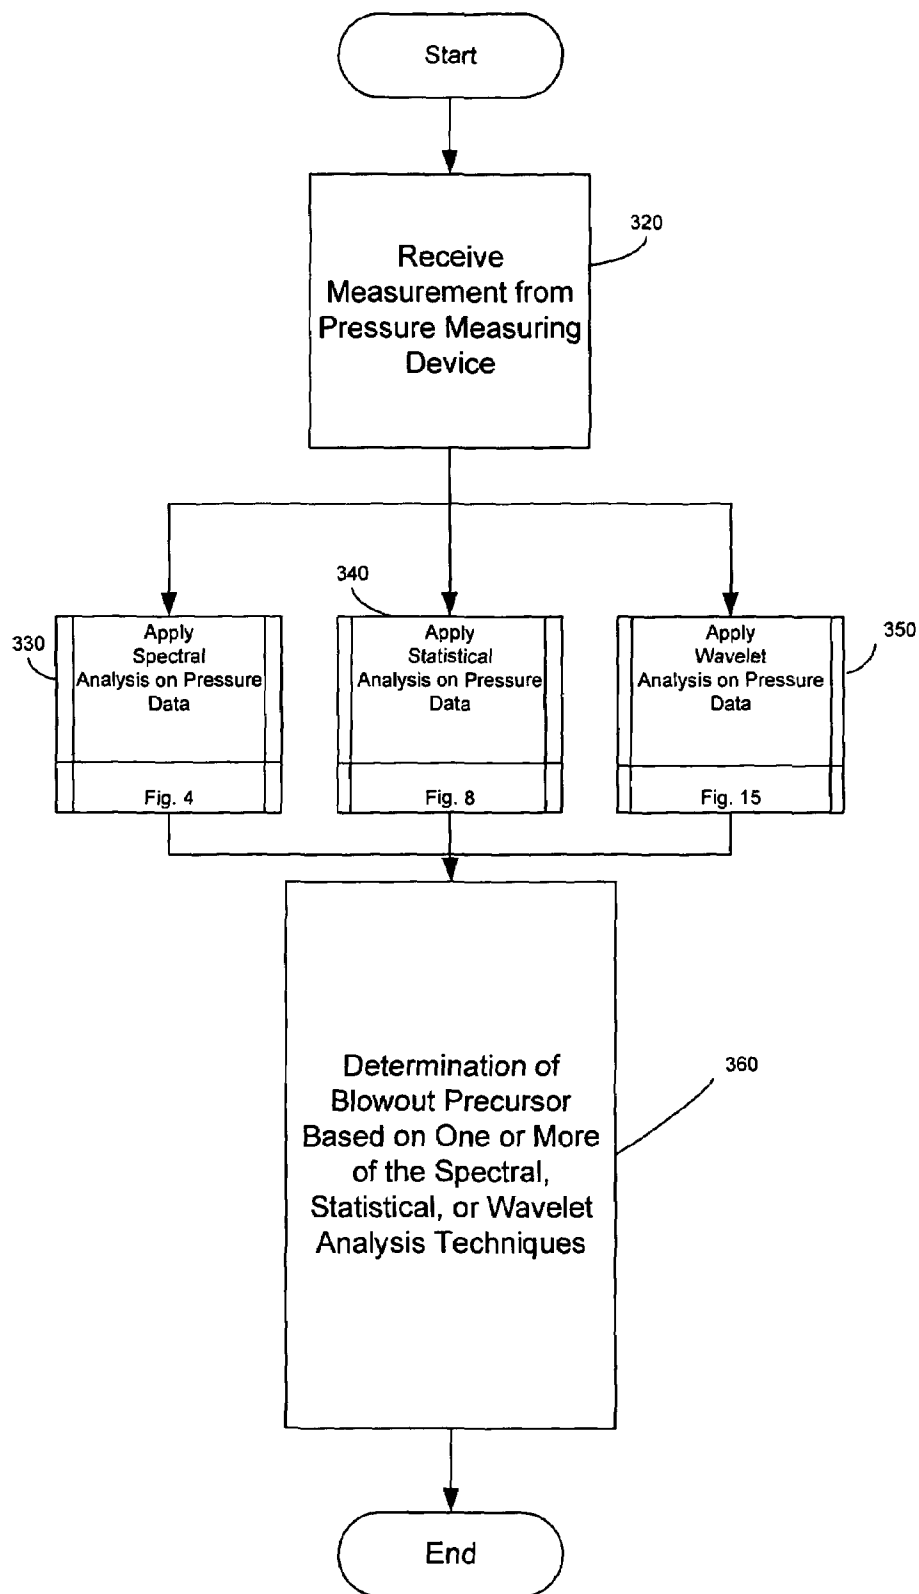 Start
320
Receive
Measurement from
Pressure Measuring
Device
330
Apply
Spectral
Analysis on Pressure
Data
Fig. 4
340
Apply
Statistical
Analysis on Pressure
Data
Fig. 8
350
Apply
Wavelet
Analysis on Pressure
Data
Fig. 15
360
Determination of
Blowout Precursor
Based on One or More
of the Spectral,
Statistical, or Wavelet
Analysis Techniques
End